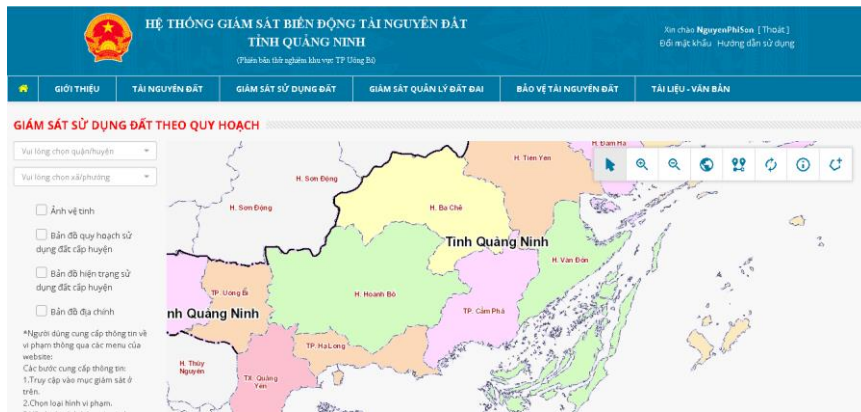 HỆ THỐNG GIÁM SÁT BIẾN ĐỘNG TÀI NGUYÊN ĐẤT
TỈNH QUẢNG NINH
(Phiên bản thử nghiệm khu vực TP Uông Bí)
Xin chào NguyenPhiSon [Thoát]
Đổi mật khẩu Hướng dẫn sử dụng
GIỚI THIỆU TÀI NGUYÊN ĐẤT GIÁM SÁT SỬ DỤNG ĐẤT GIÁM SÁT QUẢN LÝ ĐẤT ĐAI BẢO VỆ TÀI NGUYÊN ĐẤT TÀI LIỆU - VĂN BẢN
GIÁM SÁT SỬ DỤNG ĐẤT THEO QUY HOẠCH
Vui lòng chọn quận/huyện
Vui lòng chọn xã/phường
Ảnh vệ tinh
Bản đồ quy hoạch sử
dụng đất cấp huyện
Bản đồ hiện trạng sử
dụng đất cấp huyện
Bản đồ địa chính
*Người dùng cung cấp thông tin về
vi phạm thông qua các menu của
website:
Các bước cung cấp thông tin:
1.Truy cập vào mục giám sát ở
trên.
2.Chọn loại hình vi phạm.
H. Đầm Hà
H. Tiên Yên
H. Sơn Động
H. Sơn Động
H. Ba Chẽ
Tỉnh Quảng Ninh
H. Vân Đồn
TP. Uông Bí
H. Hoành Bồ
TP. Cẩm Phả
nh Quảng Ninh
TP. Hạ Long
H. Thủy
Nguyên
TX. Quảng
Yên